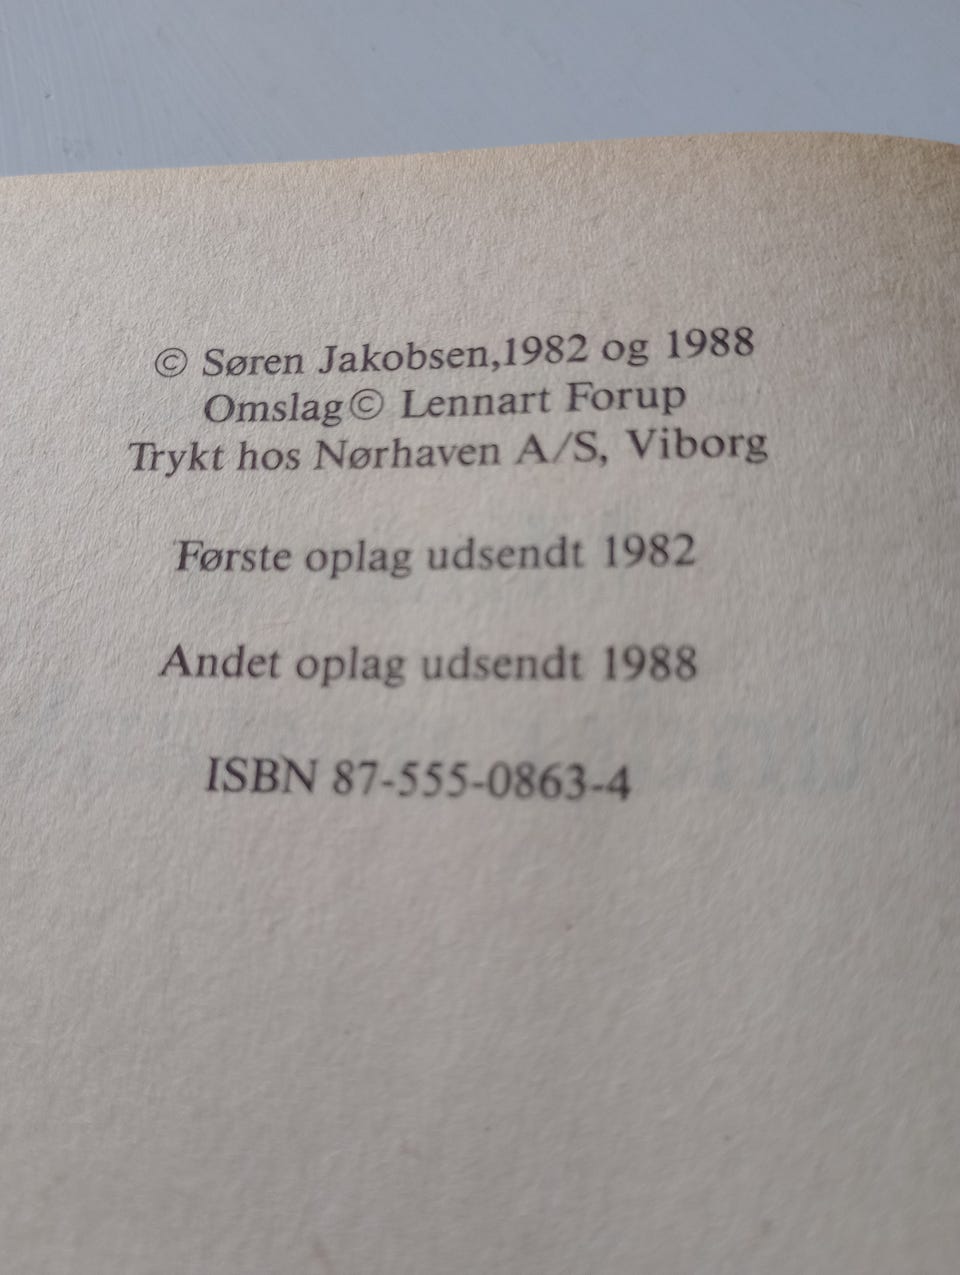 © Søren Jakobsen,1982 og 1988
Omslag© Lennart Forup
Trykt hos Nørhaven A/S, Viborg
Første oplag udsendt 1982
Andet oplag udsendt 1988
ISBN 87-555-0863-4